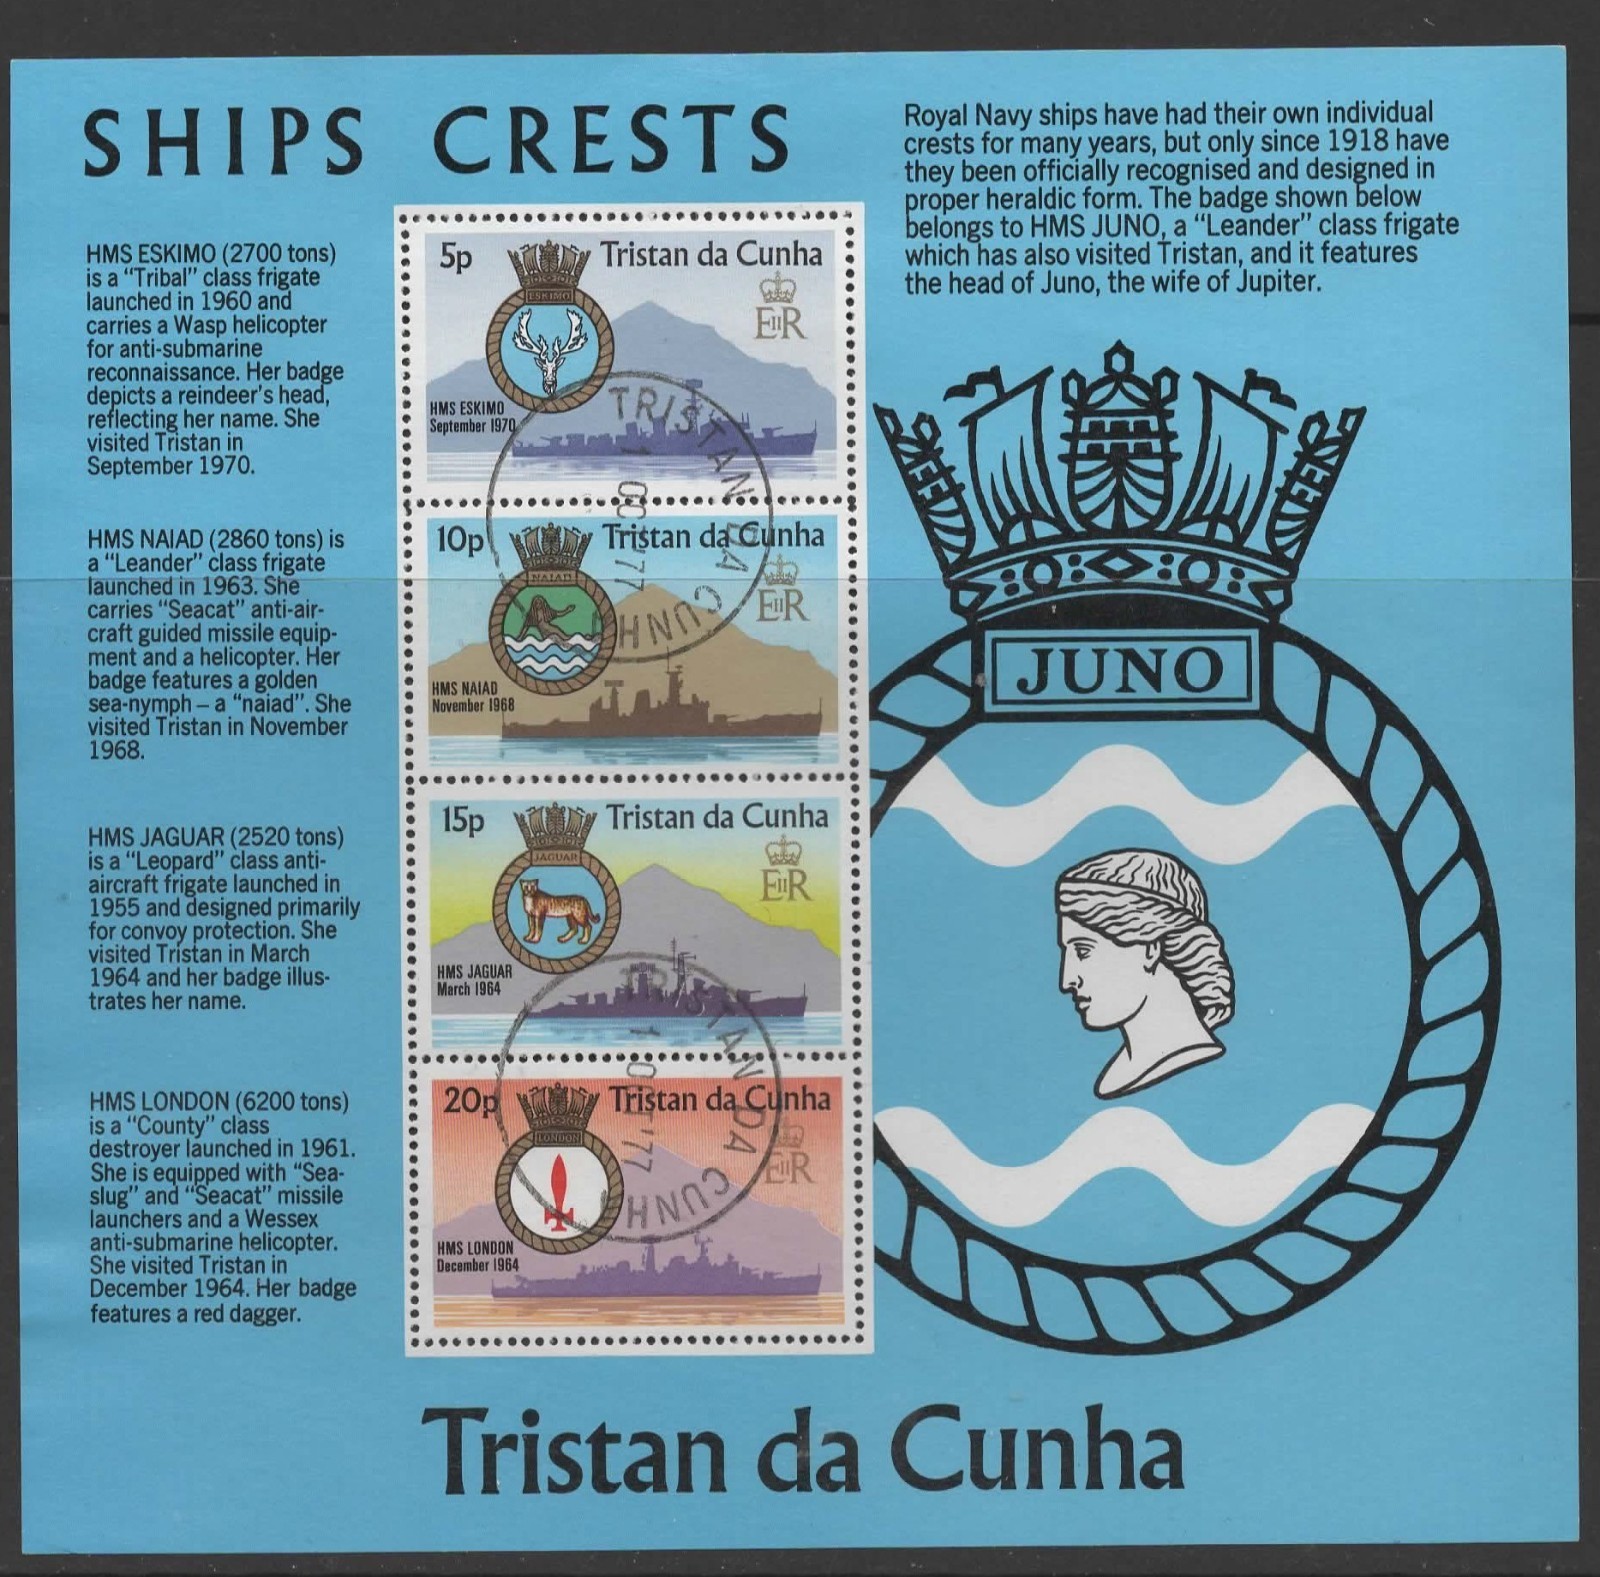 SHIPS CRESTS
Royal Navy ships have had their own individual
crests for many years, but only since 1918 have
they been officially recognised and designed in
proper heraldic form. The badge shown below
belongs to HMS JUNO, a “Leander” class frigate
which has also visited Tristan, and it features
the head of Juno, the wife of Jupiter.
HMS ESKIMO (2700 tons)
is a “Tribal” class frigate
launched in 1960 and
carries a Wasp helicopter
for anti-submarine
reconnaissance. Her badge
depicts a reindeer's head,
reflecting her name. She
visited Tristan in
September 1970.
HMS NAIAD (2860 tons) is
a “Leander” class frigate
launched in 1963. She
carries “Seacat” anti-air-
craft guided missile equip-
ment and a helicopter. Her
badge features a golden
sea-nymph – a “naiad”. She
visited Tristan in November
1968.
HMS JAGUAR (2520 tons)
is a “Leopard” class anti-
aircraft frigate launched in
1955 and designed primarily
for convoy protection. She
visited Tristan in March
1964 and her badge illus-
trates her name.
HMS LONDON (6200 tons)
is a “County” class
destroyer launched in 1961.
She is equipped with “Sea-
slug” and “Seacat” missile
launchers and a Wessex
anti-submarine helicopter.
She visited Tristan in
December 1964. Her badge
features a red dagger.
5p
Tristan da Cunha
ESKIMO
EIIR
HMS ESKIMO
September 1970
TRISTAN DA CUNH
1 OCT '77
10p
Tristan da Cunha
NAIAD
EIIR
HMS NAIAD
November 1968
15p
Tristan da Cunha
JAGUAR
EIIR
HMS JAGUAR
March 1964
TRISTAN DA CUNH
1 OCT '77
20p
Tristan da Cunha
LONDON
EIIR
HMS LONDON
December 1964
JUNO
Tristan da Cunha